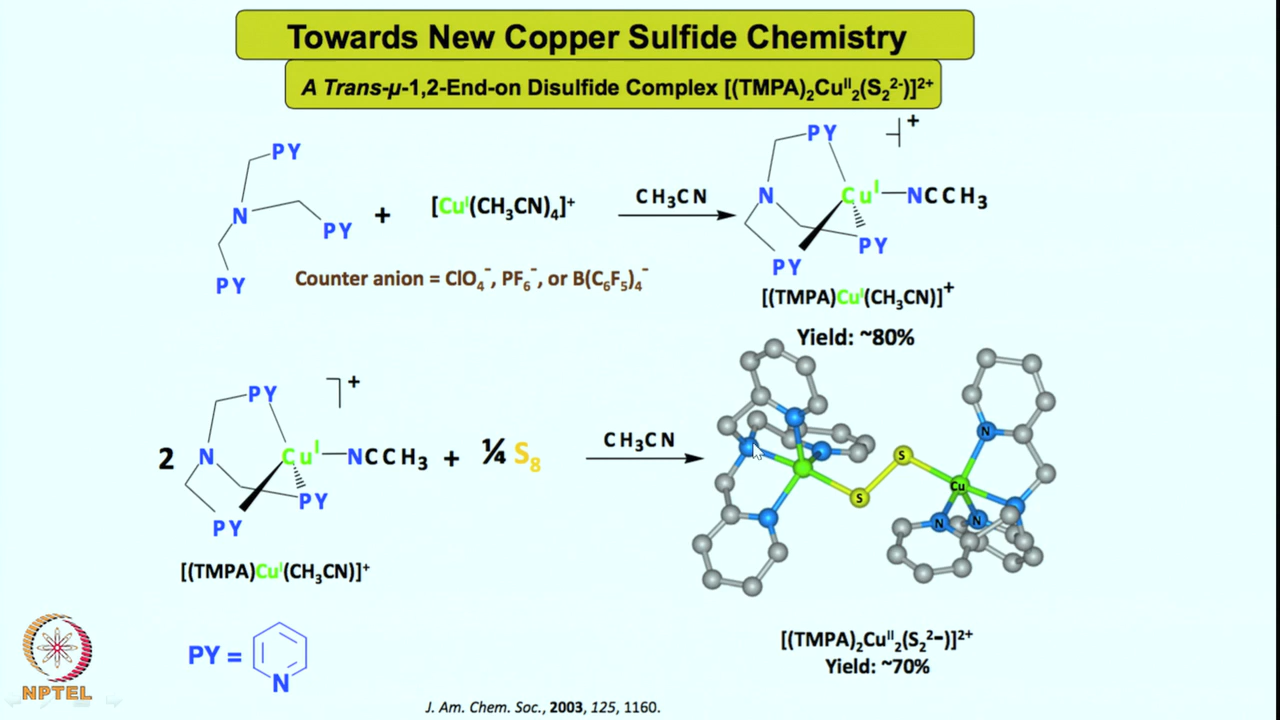 Towards New Copper Sulfide Chemistry
A Trans-μ-1,2-End-on Disulfide Complex [(TMPA)₂Cuᴵᴵ₂(S₂²⁻)]²⁺
PY
N
PY
PY
+
[Cuᴵ(CH₃CN)₄]⁺
CH₃CN
PY
N
Cuᴵ—NCCH₃
PY
PY
+
Counter anion = ClO₄⁻, PF₆⁻, or B(C₆F₅)₄⁻
[(TMPA)Cuᴵ(CH₃CN)]⁺
Yield: ~80%
2
PY
N
Cuᴵ—NCCH₃
PY
PY
+
+ ¼ S₈
CH₃CN
S
S
Cu
N
N
N
[(TMPA)Cuᴵ(CH₃CN)]⁺
PY =
N
[(TMPA)₂Cuᴵᴵ₂(S₂²⁻)]²⁺
Yield: ~70%
NPTEL
J. Am. Chem. Soc., 2003, 125, 1160.